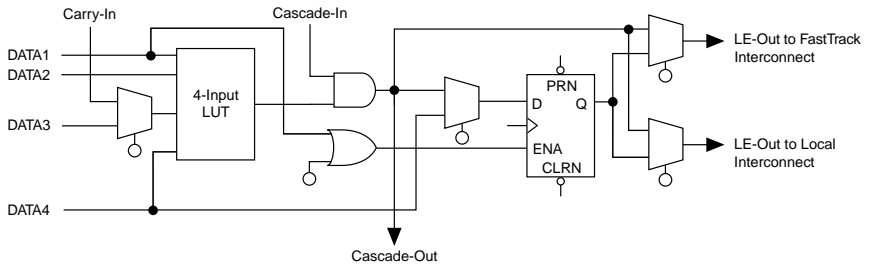 Carry-In
Cascade-In
DATA1
DATA2
DATA3
DATA4
4-Input
LUT
PRN
D
Q
ENA
CLRN
LE-Out to FastTrack
Interconnect
LE-Out to Local
Interconnect
Cascade-Out